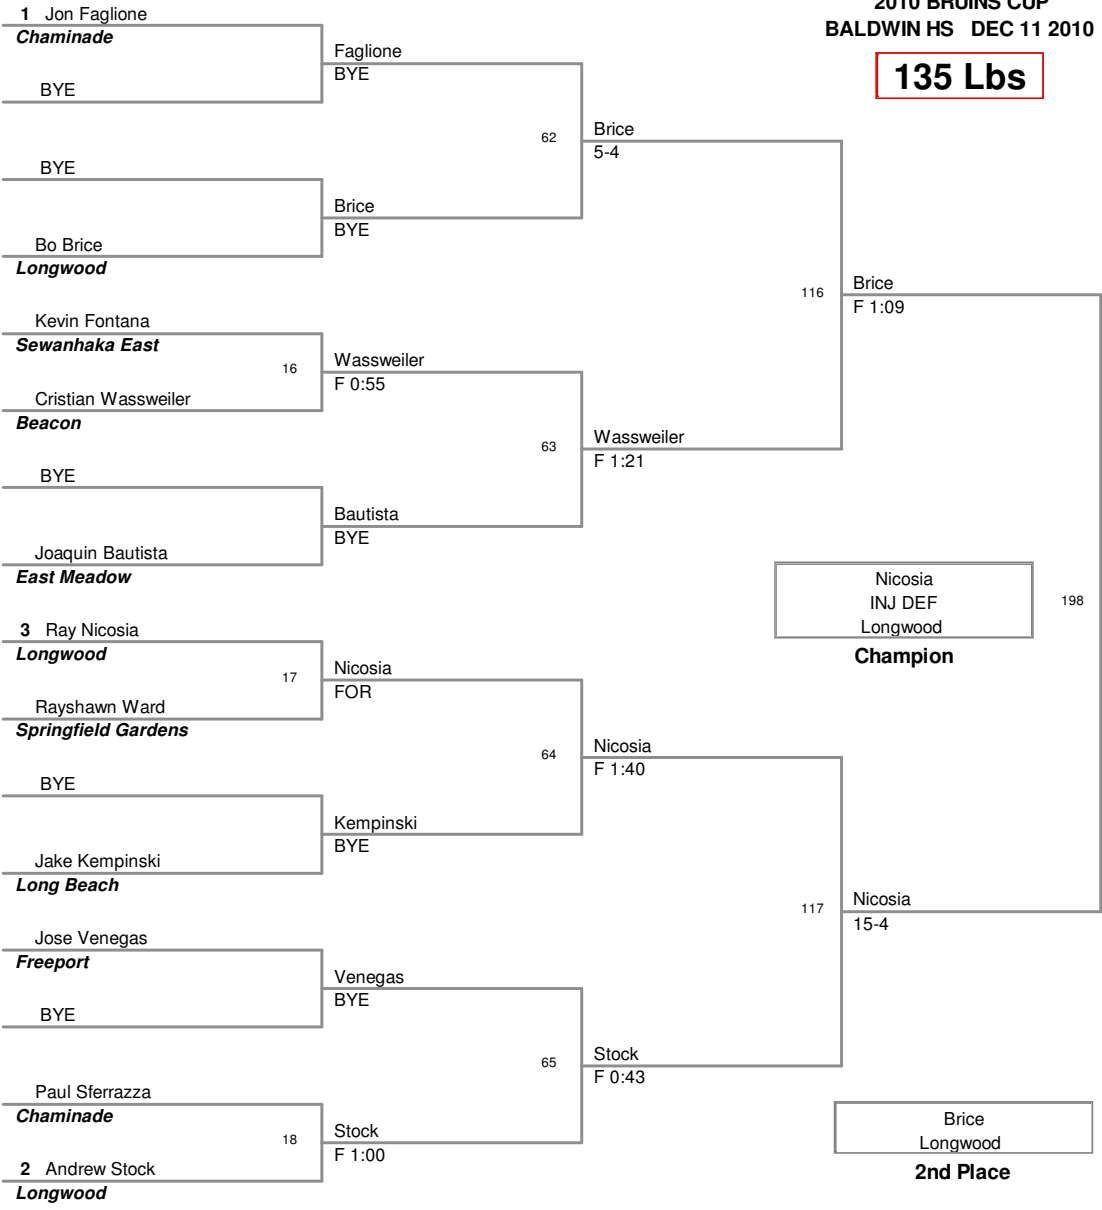 2010 BRUINS CUP
BALDWIN HS DEC 11 2010
135 Lbs
1 Jon Faglione
Chaminade
BYE
BYE
Bo Brice
Longwood
Kevin Fontana
Sewanhaka East
16
Cristian Wassweiler
Beacon
BYE
Joaquin Bautista
East Meadow
3 Ray Nicosia
Longwood
17
Rayshawn Ward
Springfield Gardens
BYE
Jake Kempinski
Long Beach
Jose Venegas
Freeport
BYE
Paul Sferrazza
Chaminade
18
2 Andrew Stock
Longwood
Faglione
BYE
62
Brice
BYE
Wassweiler
F 0:55
63
Bautista
BYE
Nicosia
FOR
64
Kempinski
BYE
Venegas
BYE
65
Stock
F 1:00
Brice
5-4
116
Wassweiler
F 1:21
Nicosia
F 1:40
117
Stock
F 0:43
Brice
F 1:09
198
Nicosia
15-4
Nicosia
INJ DEF
Longwood
Champion
Brice
Longwood
2nd Place